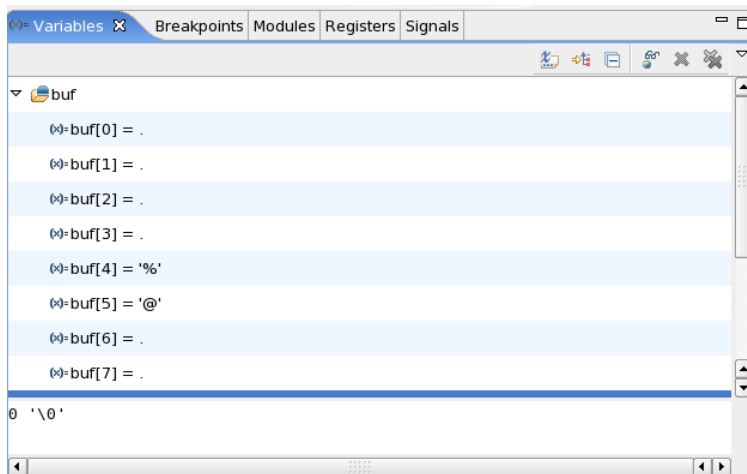 (x)= Variables Breakpoints Modules Registers Signals
buf
(x)= buf[0] = .
(x)= buf[1] = .
(x)= buf[2] = .
(x)= buf[3] = .
(x)= buf[4] = '%'
(x)= buf[5] = '@'
(x)= buf[6] = .
(x)= buf[7] = .
0 '\0'